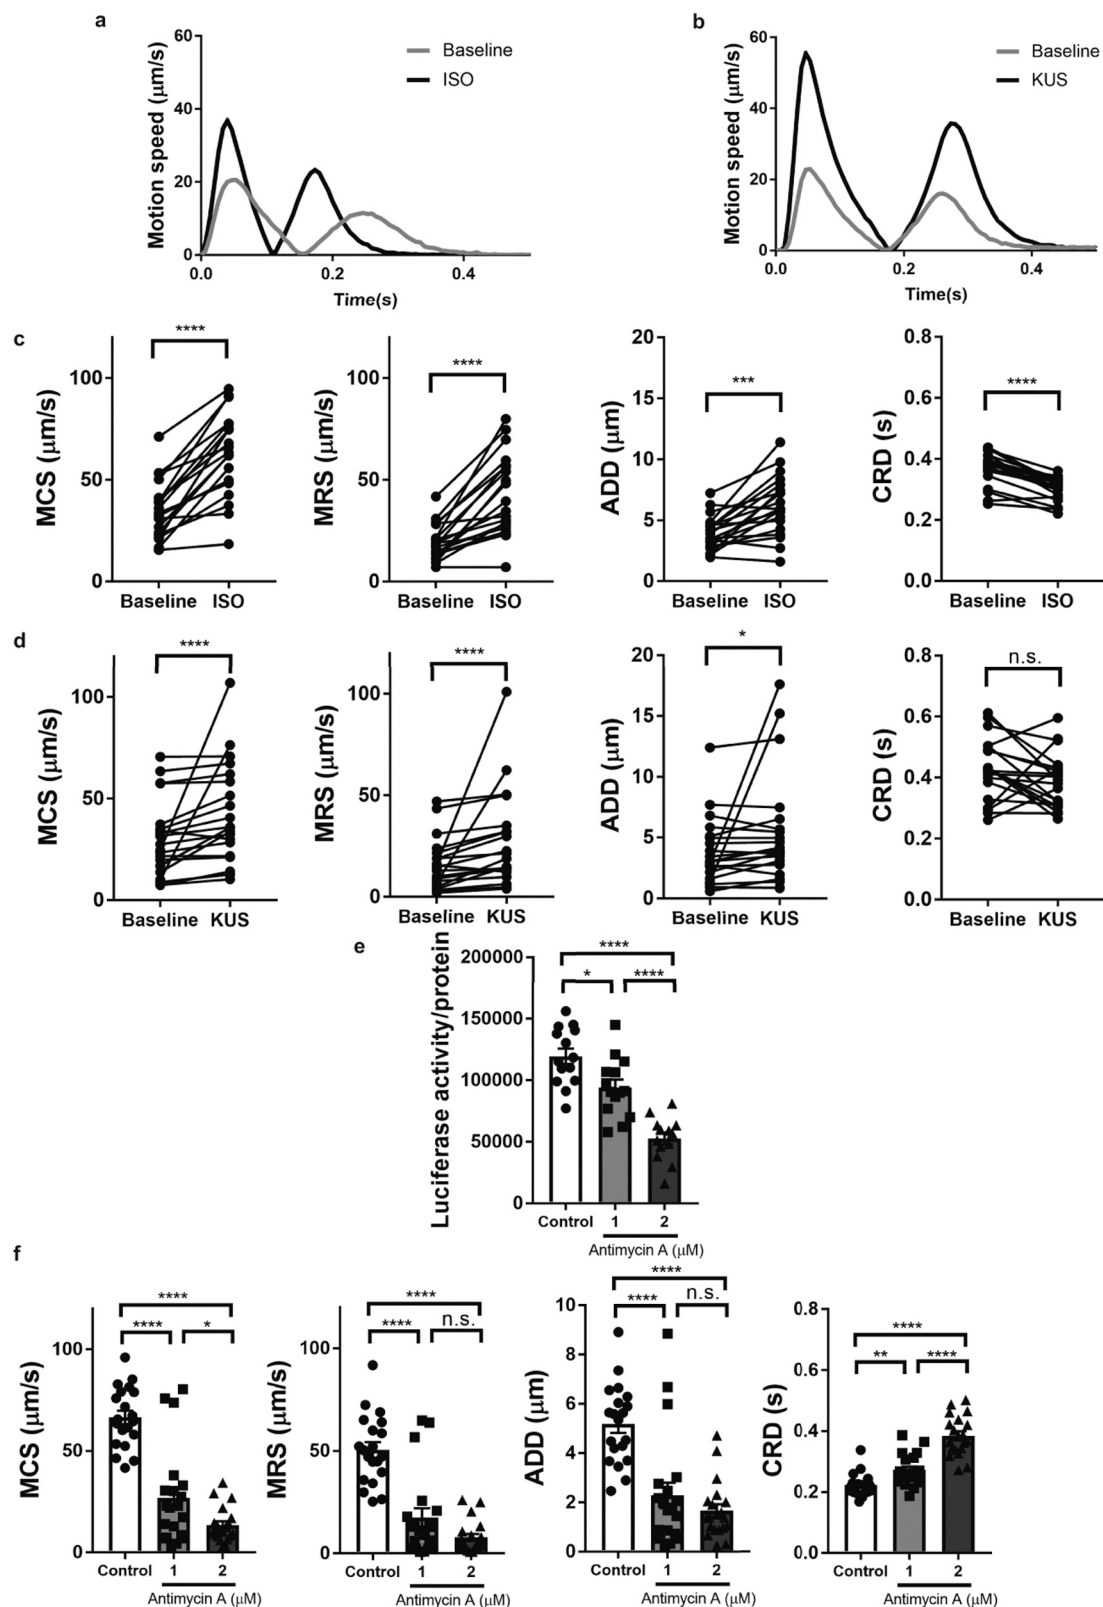 a
60
40
20
0
Motion speed (μm/s)
Baseline
ISO
0.0 0.2 0.4
Time(s)
b
60
40
20
0
Motion speed (μm/s)
Baseline
KUS
0.0 0.2 0.4
Time(s)
c
MCS (μm/s)
100
50
0
****
Baseline ISO
MRS (μm/s)
100
50
0
****
Baseline ISO
ADD (μm)
20
15
10
5
0
***
Baseline ISO
CRD (s)
0.8
0.6
0.4
0.2
0.0
****
Baseline ISO
d
MCS (μm/s)
100
50
0
****
Baseline KUS
MRS (μm/s)
100
50
0
****
Baseline KUS
ADD (μm)
20
15
10
5
0
*
Baseline KUS
CRD (s)
0.8
0.6
0.4
0.2
0.0
n.s.
Baseline KUS
e
Luciferase activity/protein
200000
150000
100000
50000
0
****
* ****
Control 1 2
Antimycin A (μM)
f
MCS (μm/s)
100
50
0
****
**** *
Control 1 2
Antimycin A (μM)
MRS (μm/s)
100
50
0
****
**** n.s.
Control 1 2
Antimycin A (μM)
ADD (μm)
10
8
6
4
2
0
****
**** n.s.
Control 1 2
Antimycin A (μM)
CRD (s)
0.8
0.6
0.4
0.2
0.0
****
** ****
Control 1 2
Antimycin A (μM)